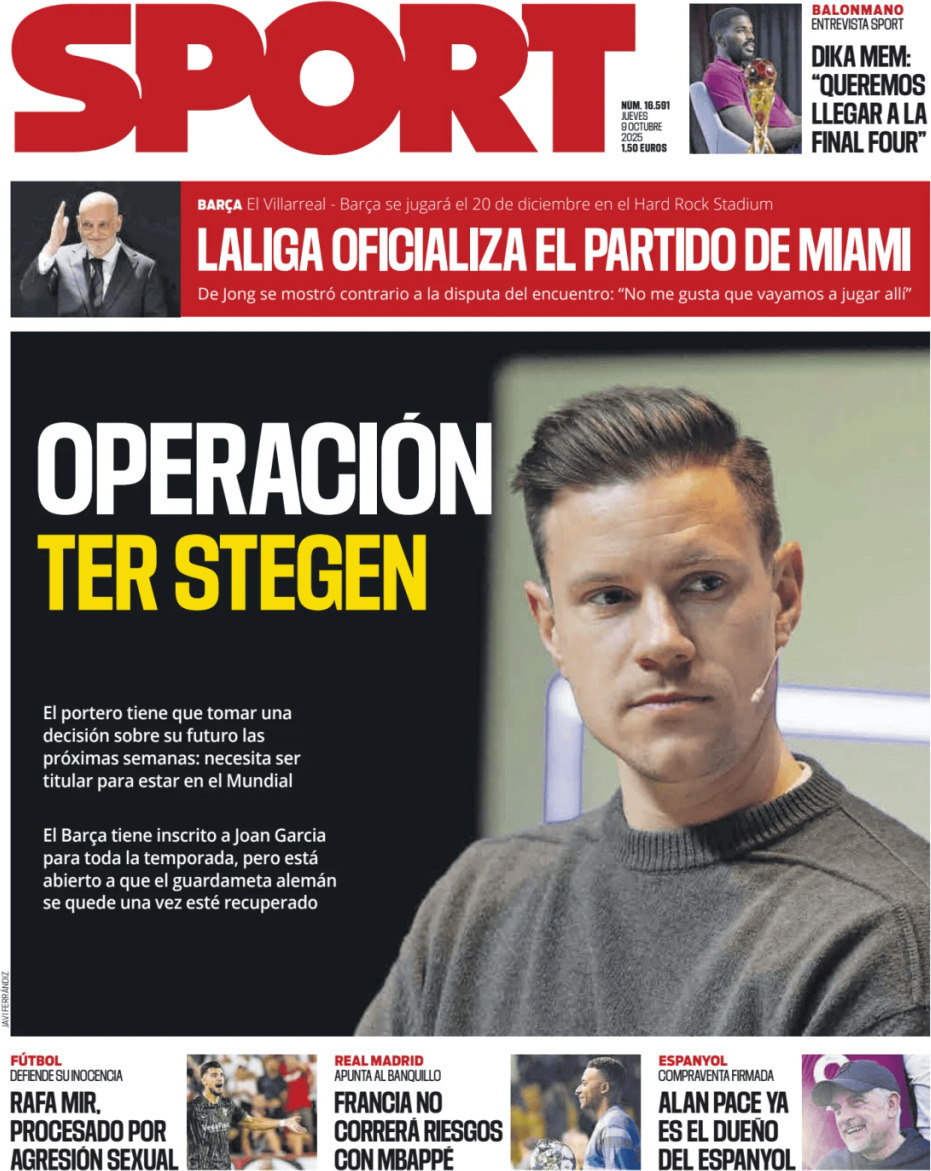 SPORT
NÚM. 16.591
JUEVES
9 OCTUBRE
2025
1,50 EUROS
BALONMANO
ENTREVISTA SPORT
DIKA MEM:
“QUEREMOS
LLEGAR A LA
FINAL FOUR”
BARÇA El Villarreal - Barça se jugará el 20 de diciembre en el Hard Rock Stadium
LALIGA OFICIALIZA EL PARTIDO DE MIAMI
De Jong se mostró contrario a la disputa del encuentro: “No me gusta que vayamos a jugar allí”
OPERACIÓN
TER STEGEN
El portero tiene que tomar una
decisión sobre su futuro las
próximas semanas: necesita ser
titular para estar en el Mundial
El Barça tiene inscrito a Joan Garcia
para toda la temporada, pero está
abierto a que el guardameta alemán
se quede una vez esté recuperado
JAVI FERRÁNDIZ
FÚTBOL
DEFIENDE SU INOCENCIA
RAFA MIR,
PROCESADO POR
AGRESIÓN SEXUAL
REAL MADRID
APUNTA AL BANQUILLO
FRANCIA NO
CORRERÁ RIESGOS
CON MBAPPÉ
ESPANYOL
COMPRAVENTA FIRMADA
ALAN PACE YA
ES EL DUEÑO
DEL ESPANYOL